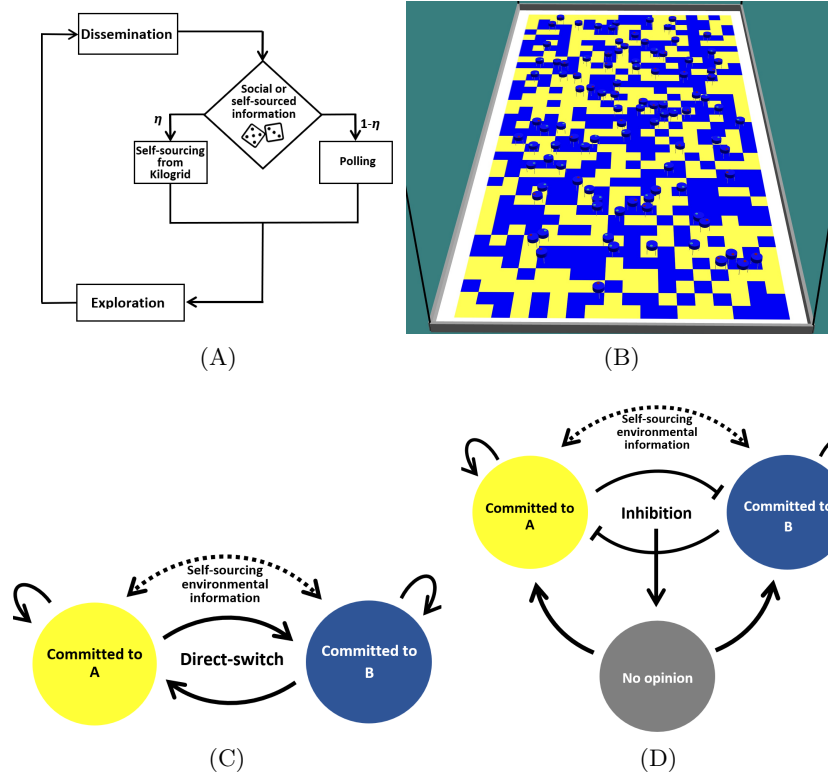 Dissemination
Social or
self-sourced
information
η
1-η
Self-sourcing
from
Kilogrid
Polling
Exploration
(A)
(B)
Self-sourcing
environmental
information
Committed to
A
Direct-switch
Committed to
B
(C)
Self-sourcing
environmental
information
Committed to
A
Inhibition
Committed to
B
No opinion
(D)